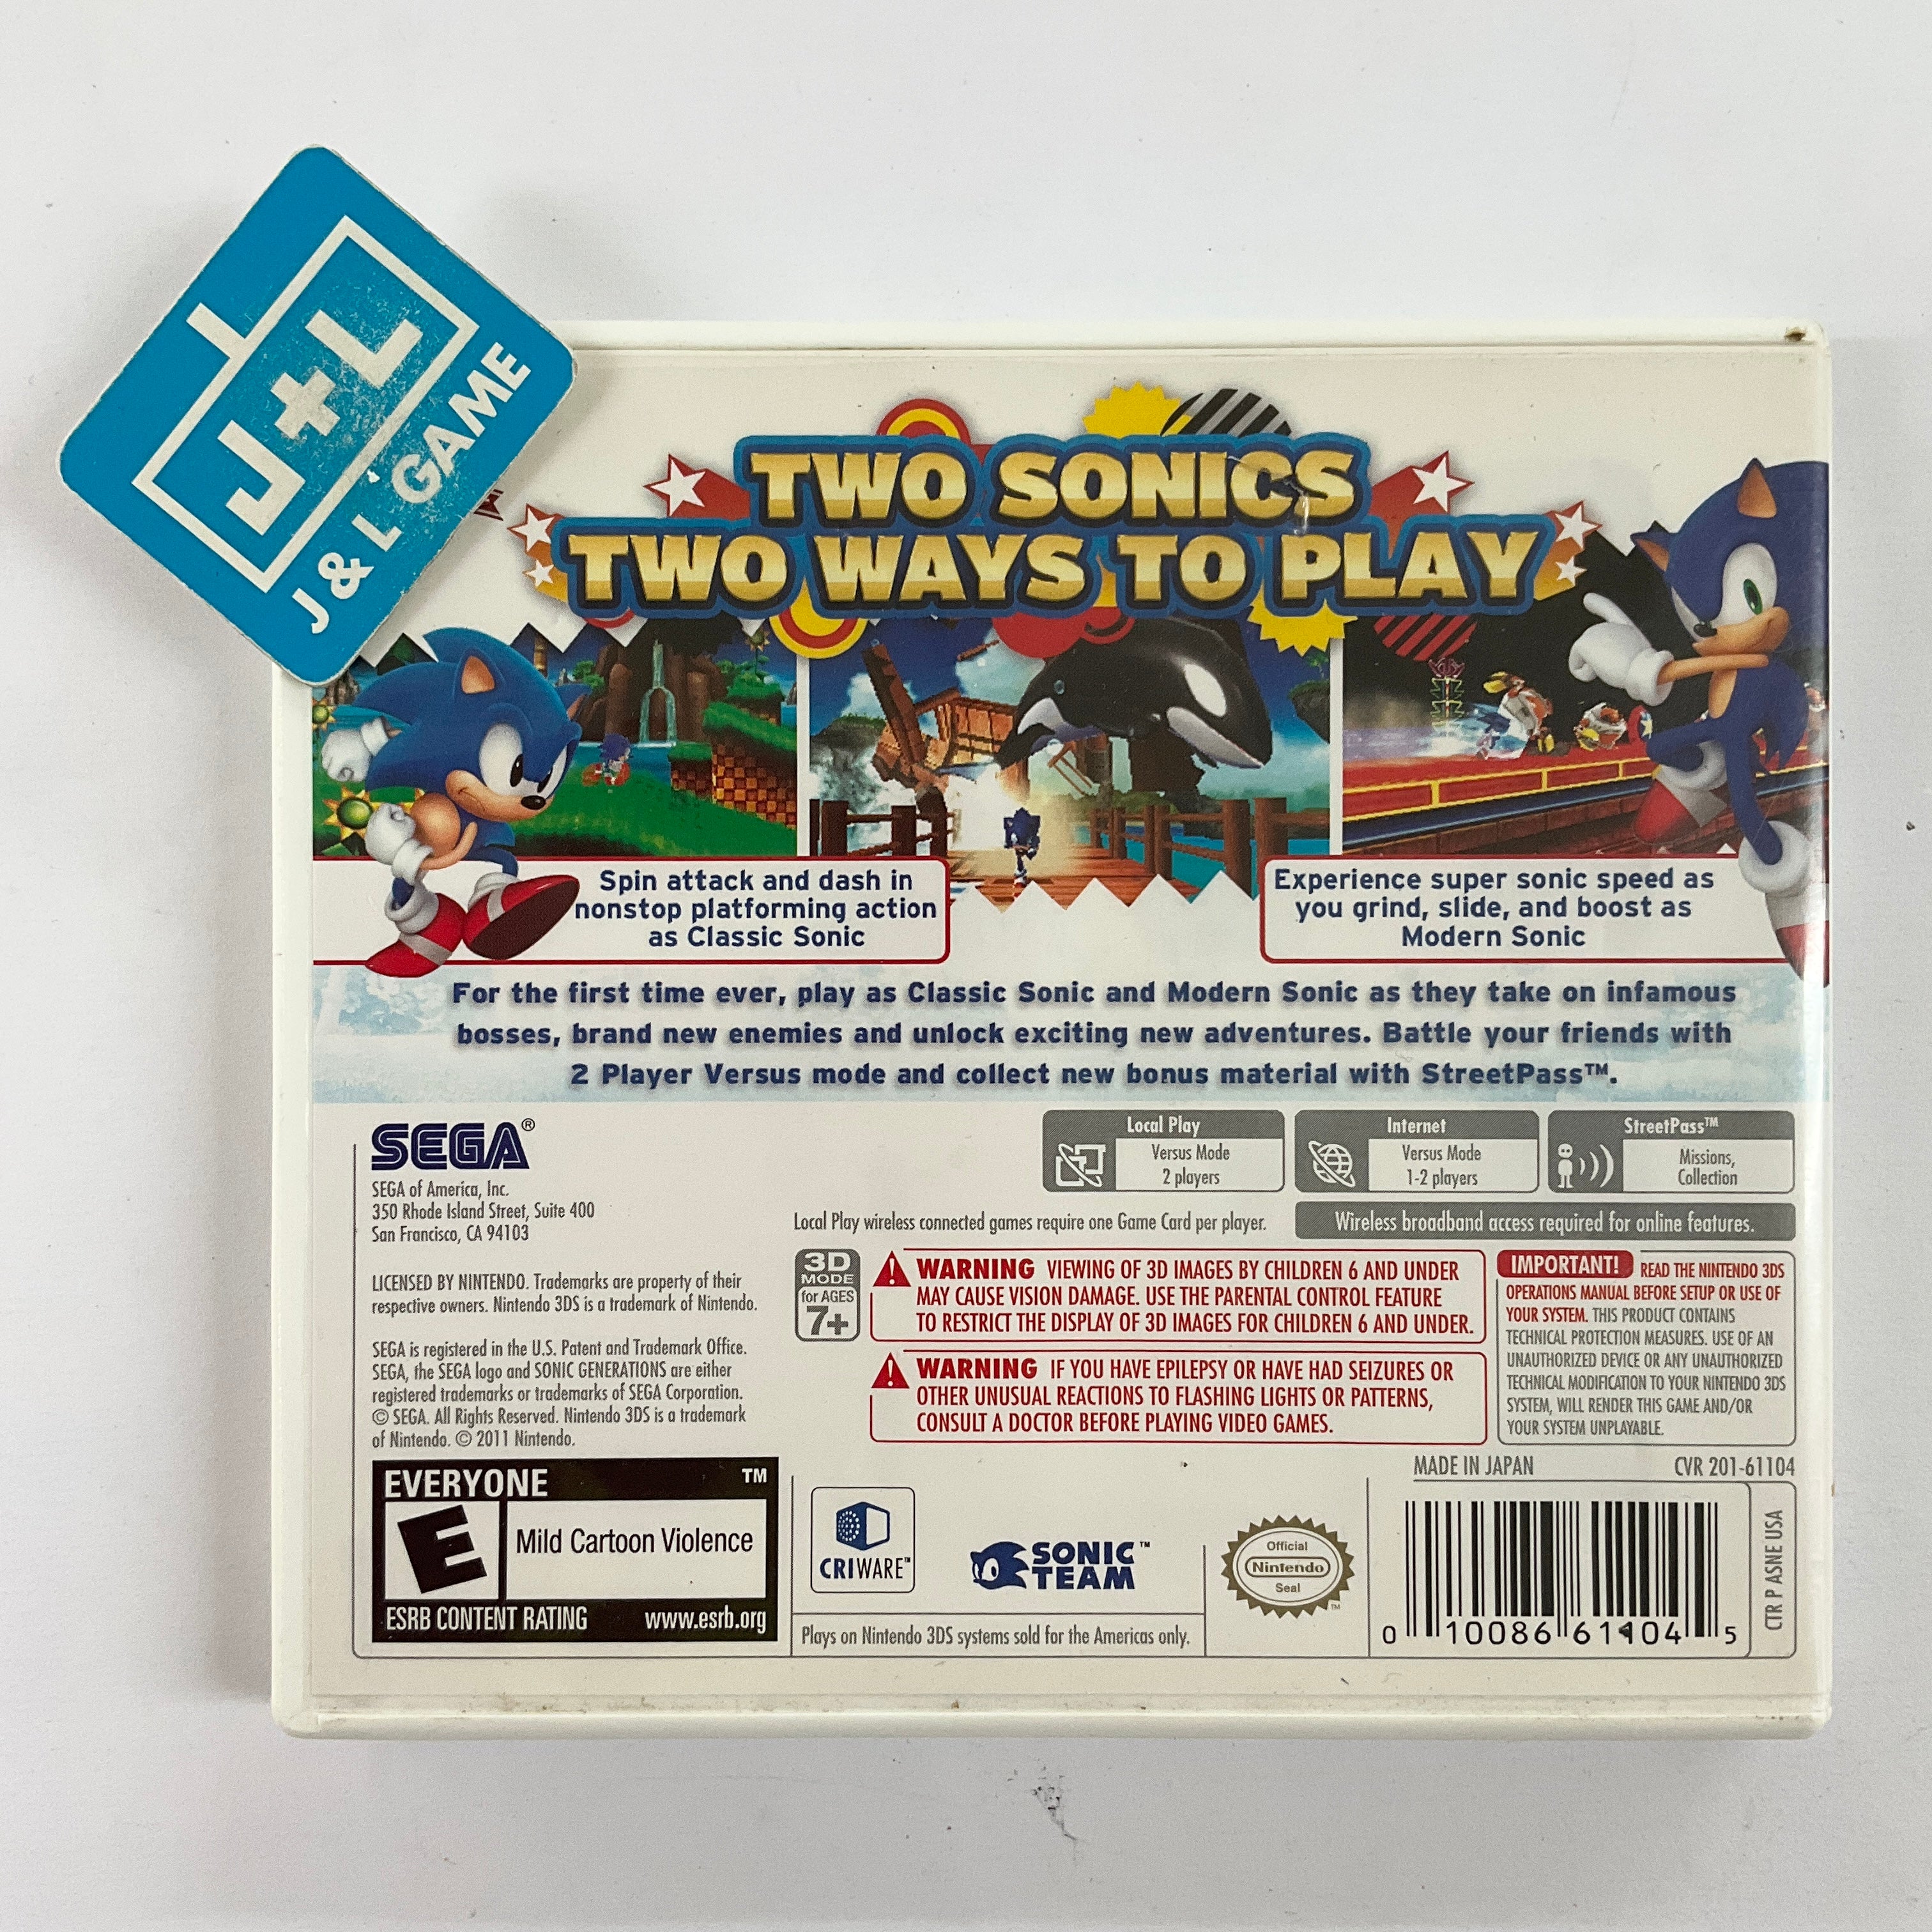 J+L
J & L GAME
TWO SONICS
TWO WAYS TO PLAY
Spin attack and dash in
nonstop platforming action
as Classic Sonic
Experience super sonic speed as
you grind, slide, and boost as
Modern Sonic
For the first time ever, play as Classic Sonic and Modern Sonic as they take on infamous
bosses, brand new enemies and unlock exciting new adventures. Battle your friends with
2 Player Versus mode and collect new bonus material with StreetPass™.
SEGA®
SEGA of America, Inc.
350 Rhode Island Street, Suite 400
San Francisco, CA 94103
LICENSED BY NINTENDO. Trademarks are property of their
respective owners. Nintendo 3DS is a trademark of Nintendo.
SEGA is registered in the U.S. Patent and Trademark Office.
SEGA, the SEGA logo and SONIC GENERATIONS are either
registered trademarks or trademarks of SEGA Corporation.
© SEGA. All Rights Reserved. Nintendo 3DS is a trademark
of Nintendo. © 2011 Nintendo.
Local Play
Versus Mode
2 players
Internet
Versus Mode
1-2 players
StreetPass™
Missions,
Collection
Local Play wireless connected games require one Game Card per player.
Wireless broadband access required for online features.
3D
MODE
for AGES
7+
WARNING VIEWING OF 3D IMAGES BY CHILDREN 6 AND UNDER
MAY CAUSE VISION DAMAGE. USE THE PARENTAL CONTROL FEATURE
TO RESTRICT THE DISPLAY OF 3D IMAGES FOR CHILDREN 6 AND UNDER.
WARNING IF YOU HAVE EPILEPSY OR HAVE HAD SEIZURES OR
OTHER UNUSUAL REACTIONS TO FLASHING LIGHTS OR PATTERNS,
CONSULT A DOCTOR BEFORE PLAYING VIDEO GAMES.
IMPORTANT! READ THE NINTENDO 3DS
OPERATIONS MANUAL BEFORE SETUP OR USE OF
YOUR SYSTEM. THIS PRODUCT CONTAINS
TECHNICAL PROTECTION MEASURES. USE OF AN
UNAUTHORIZED DEVICE OR ANY UNAUTHORIZED
TECHNICAL MODIFICATION TO YOUR NINTENDO 3DS
SYSTEM, WILL RENDER THIS GAME AND/OR
YOUR SYSTEM UNPLAYABLE.
MADE IN JAPAN
CVR 201-61104
EVERYONE ™
E
Mild Cartoon Violence
ESRB CONTENT RATING www.esrb.org
CRIWARE™
SONIC™
TEAM
Plays on Nintendo 3DS systems sold for the Americas only.
Official
Nintendo
Seal
™
0 10086 61104 5
CTR P ASNE USA